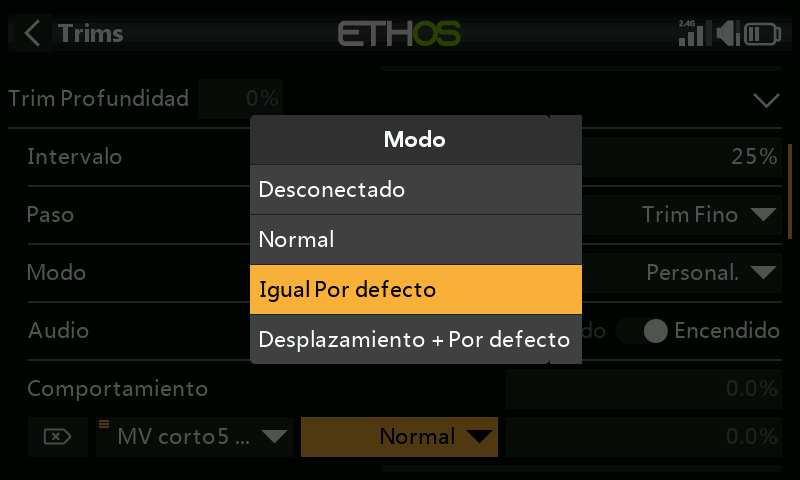 Trims
ETHOS
2.4G
Trim Profundidad
0%
Modo
Intervalo
25%
Desconectado
Paso
Trim Fino
Normal
Modo
Personal.
Igual Por defecto
Audio
do
Encendido
Desplazamiento + Por defecto
Comportamiento
0.0%
MV corto5 ...
Normal
0.0%